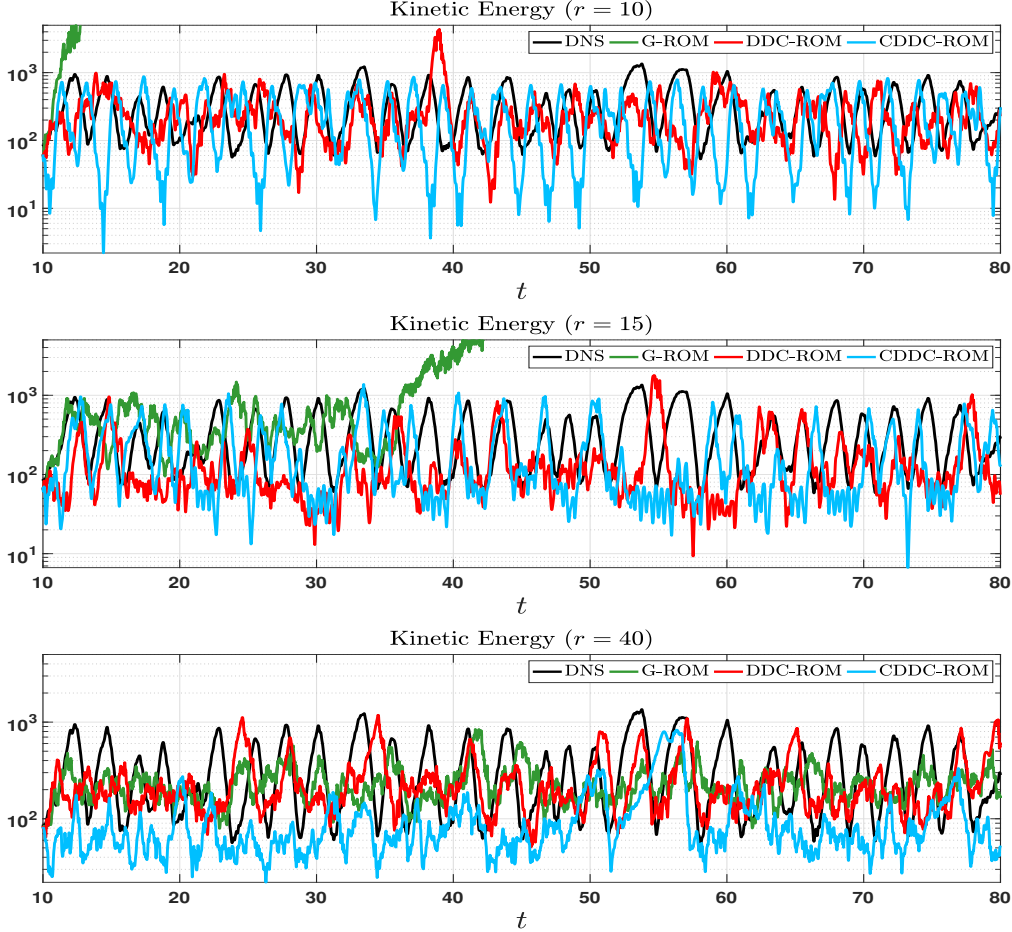 Kinetic Energy (r = 10)
DNS G-ROM DDC-ROM CDDC-ROM
10³
10²
10¹
10 20 30 40 50 60 70 80
t
Kinetic Energy (r = 15)
DNS G-ROM DDC-ROM CDDC-ROM
10³
10²
10¹
10 20 30 40 50 60 70 80
t
Kinetic Energy (r = 40)
DNS G-ROM DDC-ROM CDDC-ROM
10³
10²
10 20 30 40 50 60 70 80
t